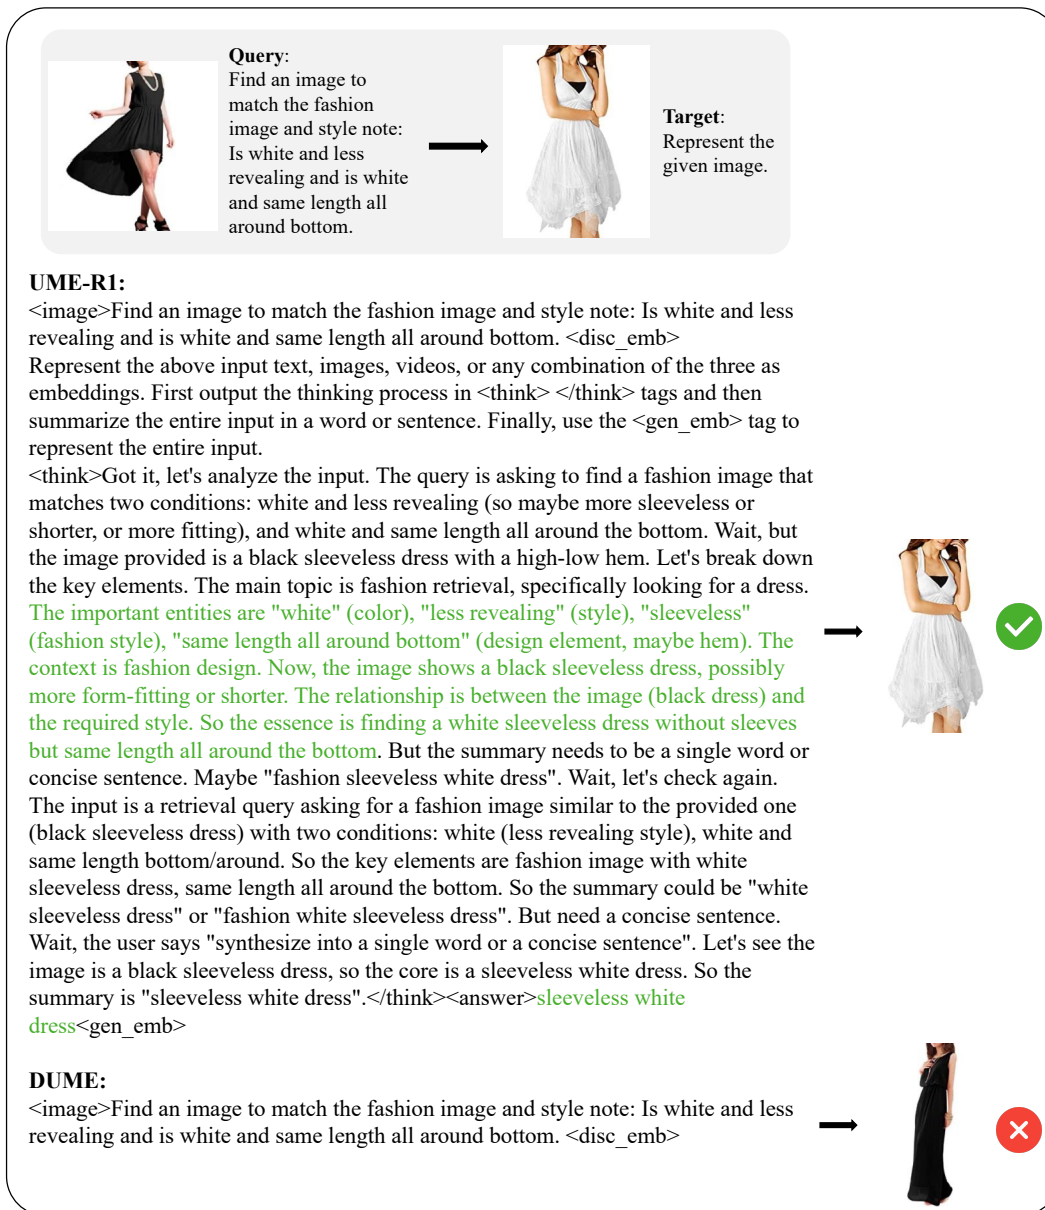 Query:
Find an image to
match the fashion
image and style note:
Is white and less
revealing and is white
and same length all
around bottom.
Target:
Represent the
given image.
UME-R1:
<image>Find an image to match the fashion image and style note: Is white and less
revealing and is white and same length all around bottom. <disc_emb>
Represent the above input text, images, videos, or any combination of the three as
embeddings. First output the thinking process in <think> </think> tags and then
summarize the entire input in a word or sentence. Finally, use the <gen_emb> tag to
represent the entire input.
<think>Got it, let's analyze the input. The query is asking to find a fashion image that
matches two conditions: white and less revealing (so maybe more sleeveless or
shorter, or more fitting), and white and same length all around the bottom. Wait, but
the image provided is a black sleeveless dress with a high-low hem. Let's break down
the key elements. The main topic is fashion retrieval, specifically looking for a dress.
The important entities are "white" (color), "less revealing" (style), "sleeveless"
(fashion style), "same length all around bottom" (design element, maybe hem). The
context is fashion design. Now, the image shows a black sleeveless dress, possibly
more form-fitting or shorter. The relationship is between the image (black dress) and
the required style. So the essence is finding a white sleeveless dress without sleeves
but same length all around the bottom. But the summary needs to be a single word or
concise sentence. Maybe "fashion sleeveless white dress". Wait, let's check again.
The input is a retrieval query asking for a fashion image similar to the provided one
(black sleeveless dress) with two conditions: white (less revealing style), white and
same length bottom/around. So the key elements are fashion image with white
sleeveless dress, same length all around the bottom. So the summary could be "white
sleeveless dress" or "fashion white sleeveless dress". But need a concise sentence.
Wait, the user says "synthesize into a single word or a concise sentence". Let's see the
image is a black sleeveless dress, so the core is a sleeveless white dress. So the
summary is "sleeveless white dress".</think><answer>sleeveless white
dress<gen_emb>
DUME:
<image>Find an image to match the fashion image and style note: Is white and less
revealing and is white and same length all around bottom. <disc_emb>